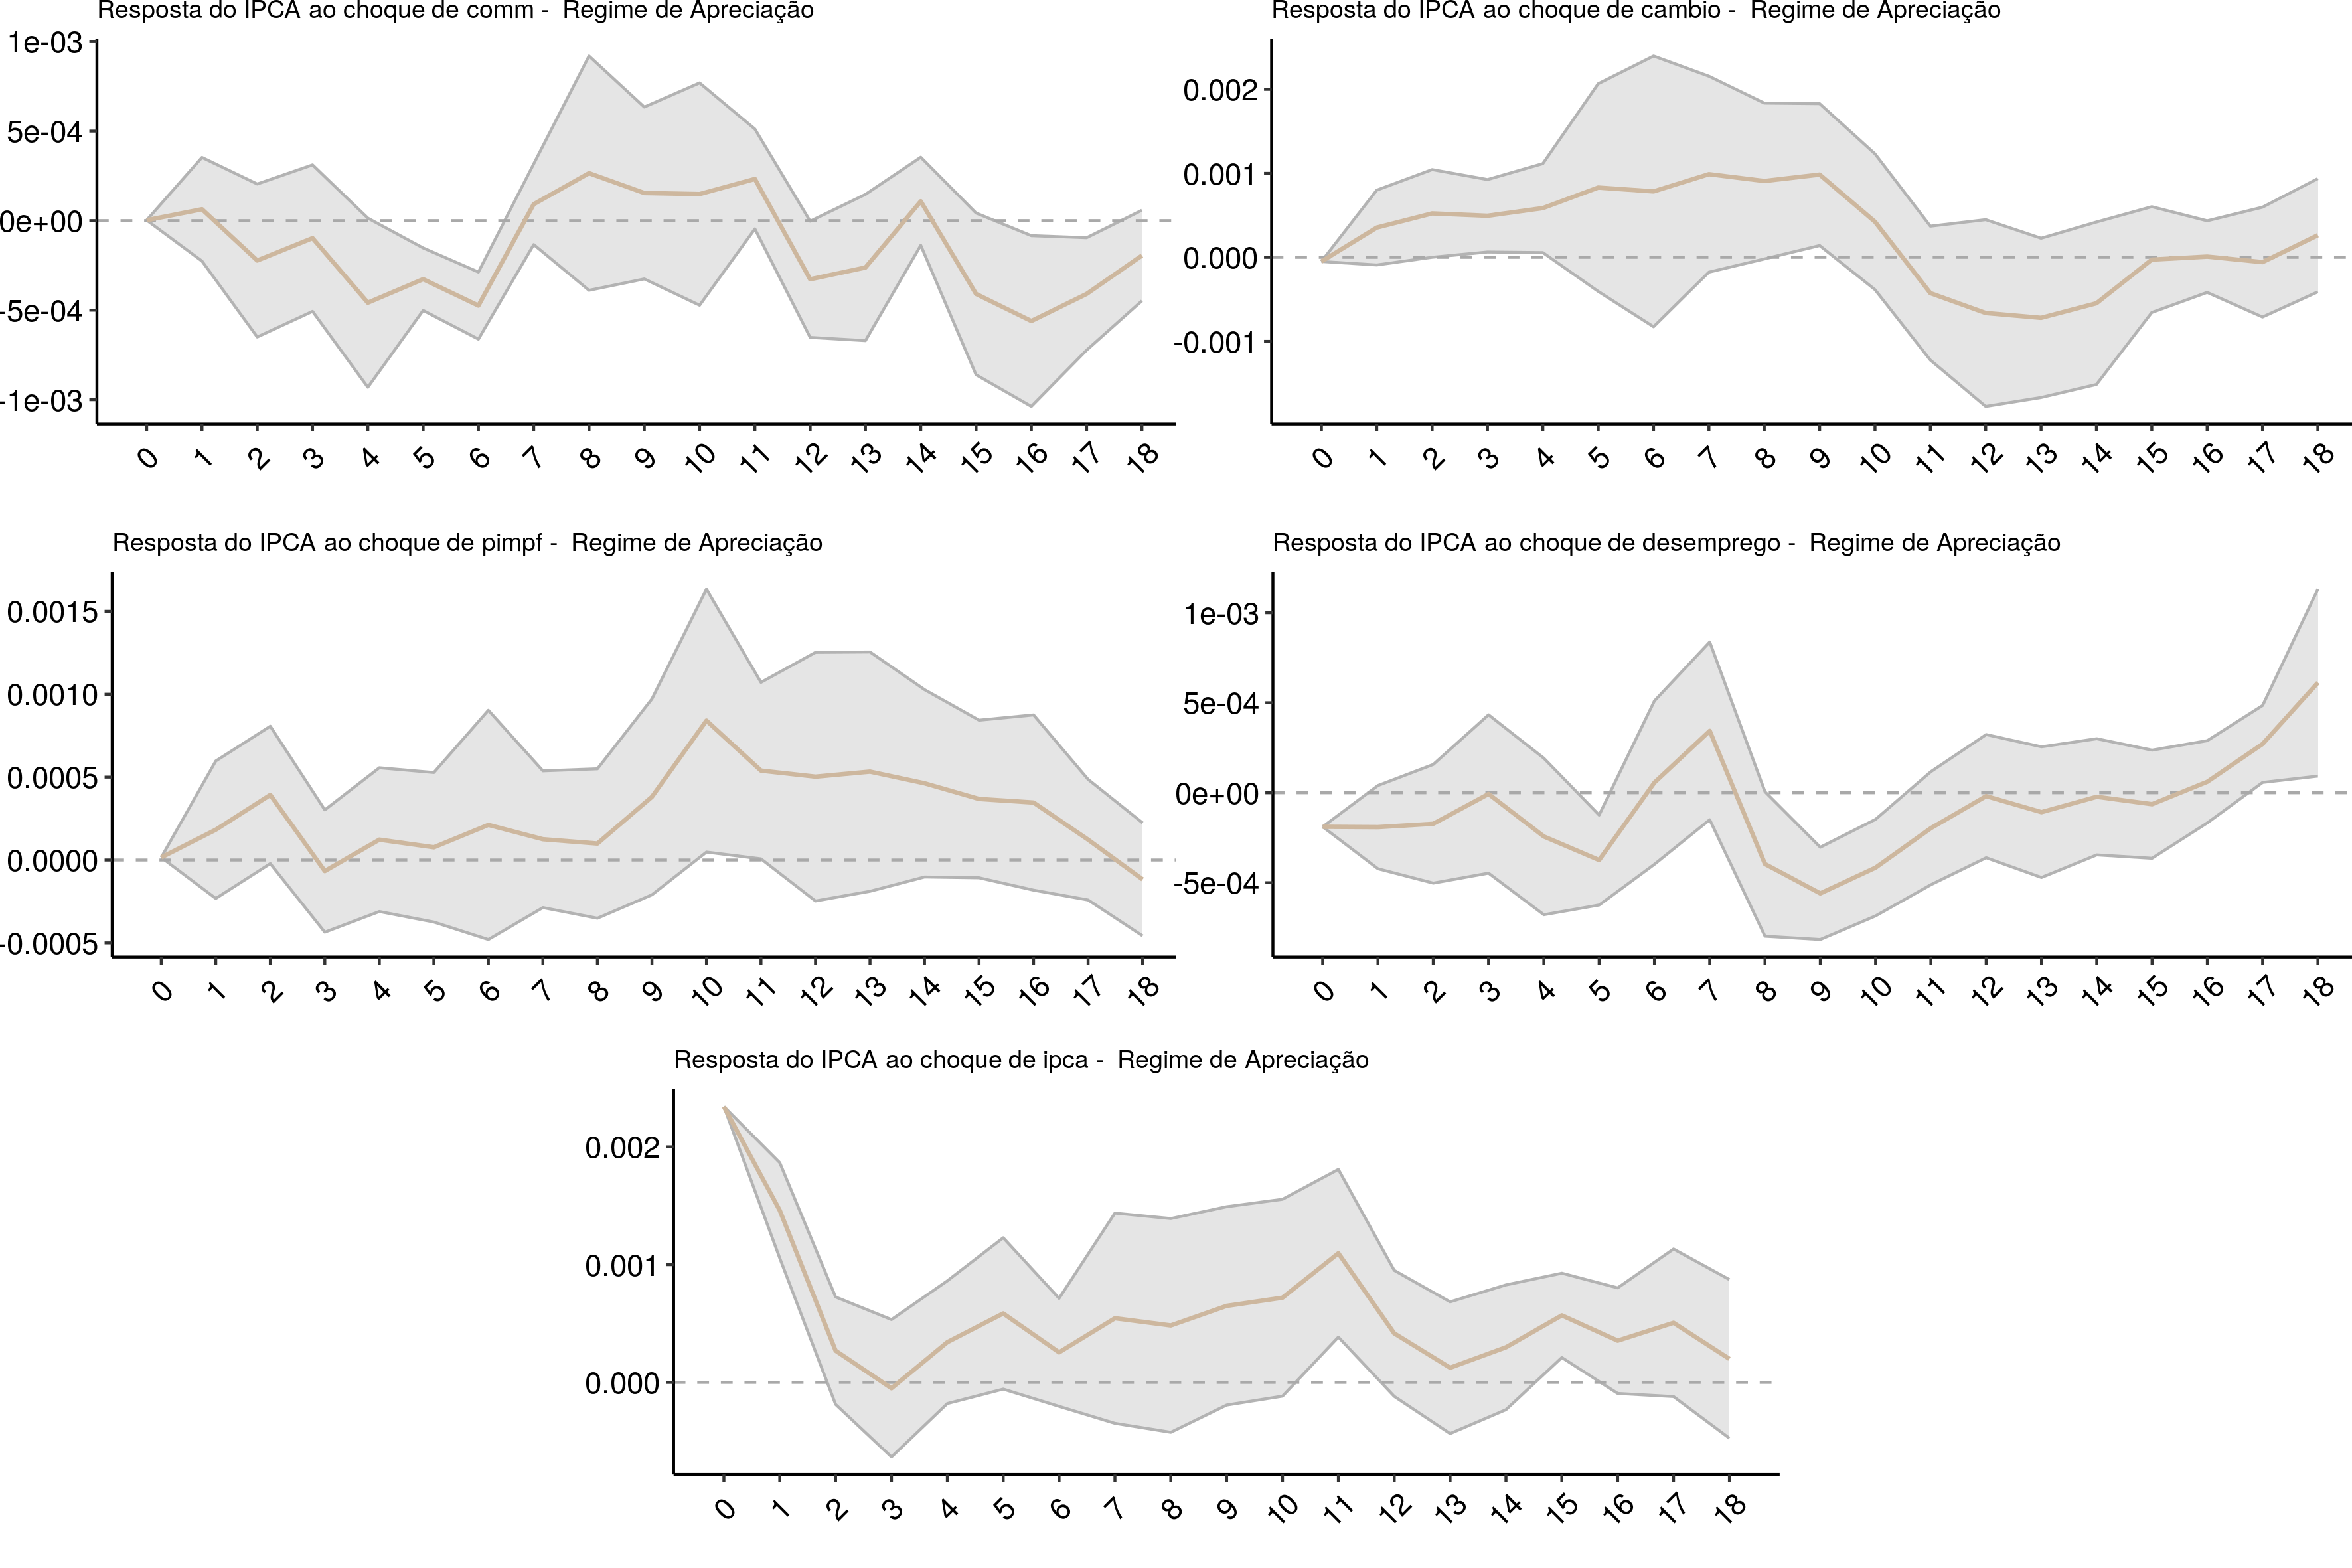 Resposta do IPCA ao choque de comm - Regime de Apreciação
1e-03
5e-04
0e+00
-5e-04
-1e-03
0 1 2 3 4 5 6 7 8 9 10 11 12 13 14 15 16 17 18
Resposta do IPCA ao choque de cambio - Regime de Apreciação
0.002
0.001
0.000
-0.001
0 1 2 3 4 5 6 7 8 9 10 11 12 13 14 15 16 17 18
Resposta do IPCA ao choque de pimpf - Regime de Apreciação
0.0015
0.0010
0.0005
0.0000
-0.0005
0 1 2 3 4 5 6 7 8 9 10 11 12 13 14 15 16 17 18
Resposta do IPCA ao choque de desemprego - Regime de Apreciação
1e-03
5e-04
0e+00
-5e-04
0 1 2 3 4 5 6 7 8 9 10 11 12 13 14 15 16 17 18
Resposta do IPCA ao choque de ipca - Regime de Apreciação
0.002
0.001
0.000
0 1 2 3 4 5 6 7 8 9 10 11 12 13 14 15 16 17 18